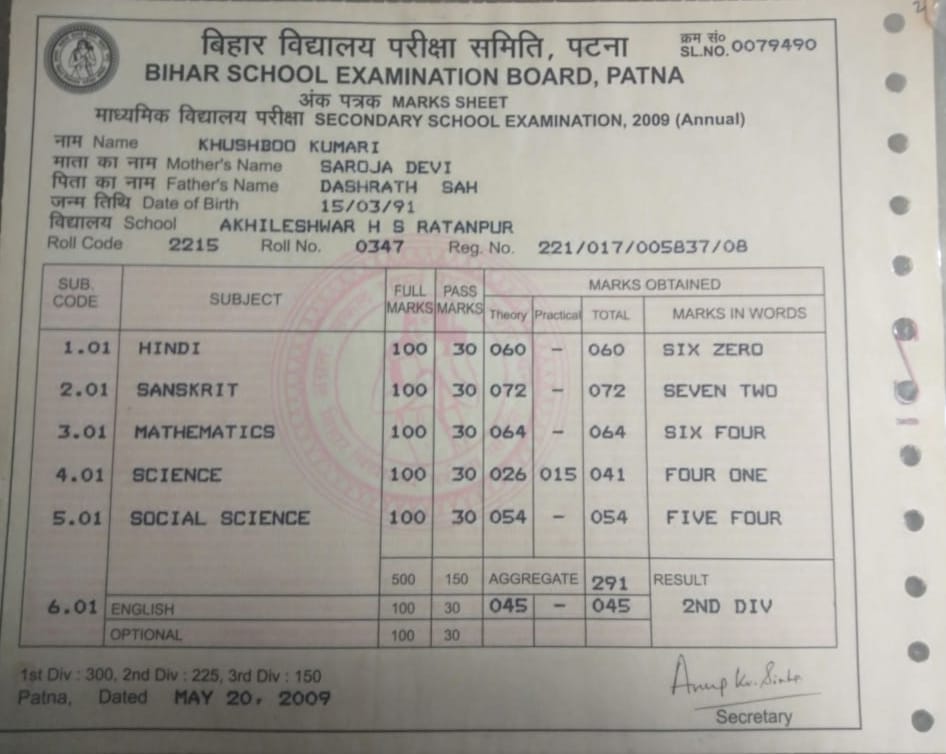 बिहार विद्यालय परीक्षा समिति, पटना
क्रम सं०
SL.NO. 0079490
BIHAR SCHOOL EXAMINATION BOARD, PATNA
अंक पत्रक MARKS SHEET
माध्यमिक विद्यालय परीक्षा SECONDARY SCHOOL EXAMINATION, 2009 (Annual)
नाम Name KHUSHBOO KUMARI
माता का नाम Mother's Name SAROJA DEVI
पिता का नाम Father's Name DASHRATH SAH
जन्म तिथि Date of Birth 15/03/91
विद्यालय School AKHILESHWAR H S RATANPUR
Roll Code 2215 Roll No. 0347 Reg. No. 221/017/005837/08
SUB. CODE SUBJECT FULL MARKS PASS MARKS MARKS OBTAINED
Theory Practical TOTAL MARKS IN WORDS
1.01 HINDI 100 30 060 - 060 SIX ZERO
2.01 SANSKRIT 100 30 072 - 072 SEVEN TWO
3.01 MATHEMATICS 100 30 064 - 064 SIX FOUR
4.01 SCIENCE 100 30 026 015 041 FOUR ONE
5.01 SOCIAL SCIENCE 100 30 054 - 054 FIVE FOUR
500 150 AGGREGATE 291 RESULT
6.01 ENGLISH 100 30 045 - 045 2ND DIV
OPTIONAL 100 30
1st Div : 300, 2nd Div : 225, 3rd Div : 150
Patna, Dated MAY 20, 2009
Anup Kr. Sinha
Secretary